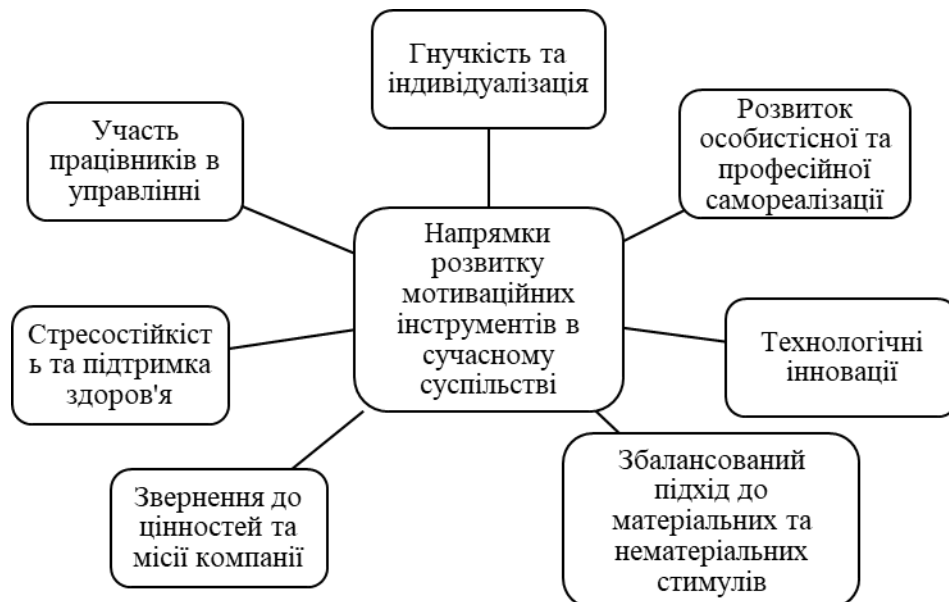 Гнучкість та
індивідуалізація
Участь
працівників в
управлінні
Розвиток
особистісної та
професійної
самореалізації
Напрямки
розвитку
мотиваційних
інструментів в
сучасному
суспільстві
Стресостійкіст
ь та підтримка
здоров'я
Технологічні
інновації
Звернення до
цінностей та
місії компанії
Збалансований
підхід до
матеріальних та
нематеріальних
стимулів